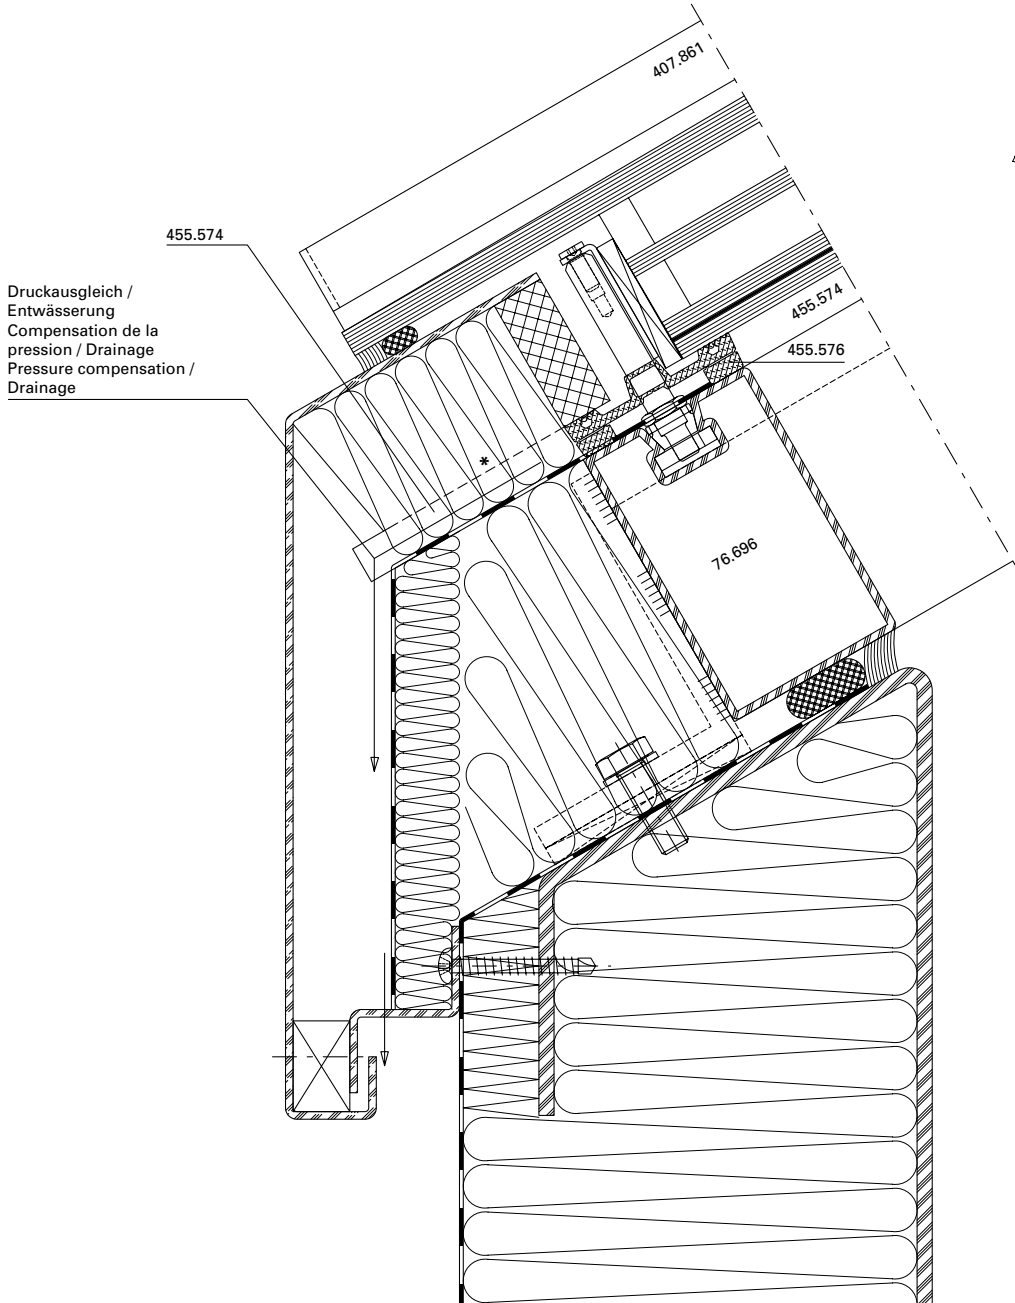 407.861
455.574
Druckausgleich /
Entwässerung
Compensation de la
pression / Drainage
Pressure compensation /
Drainage
455.574
455.576
*
76.696